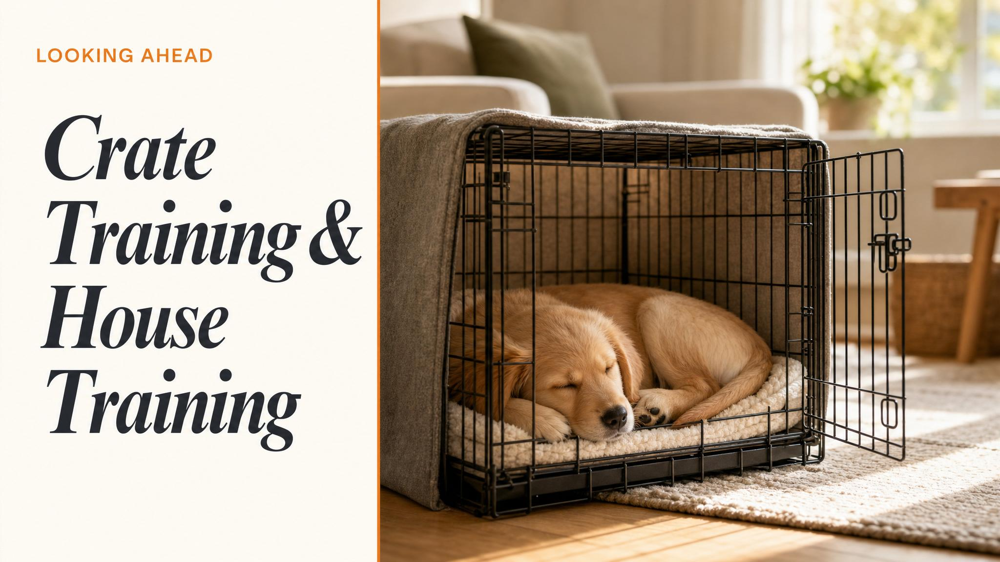 LOOKING AHEAD
Crate
Training &
House
Training